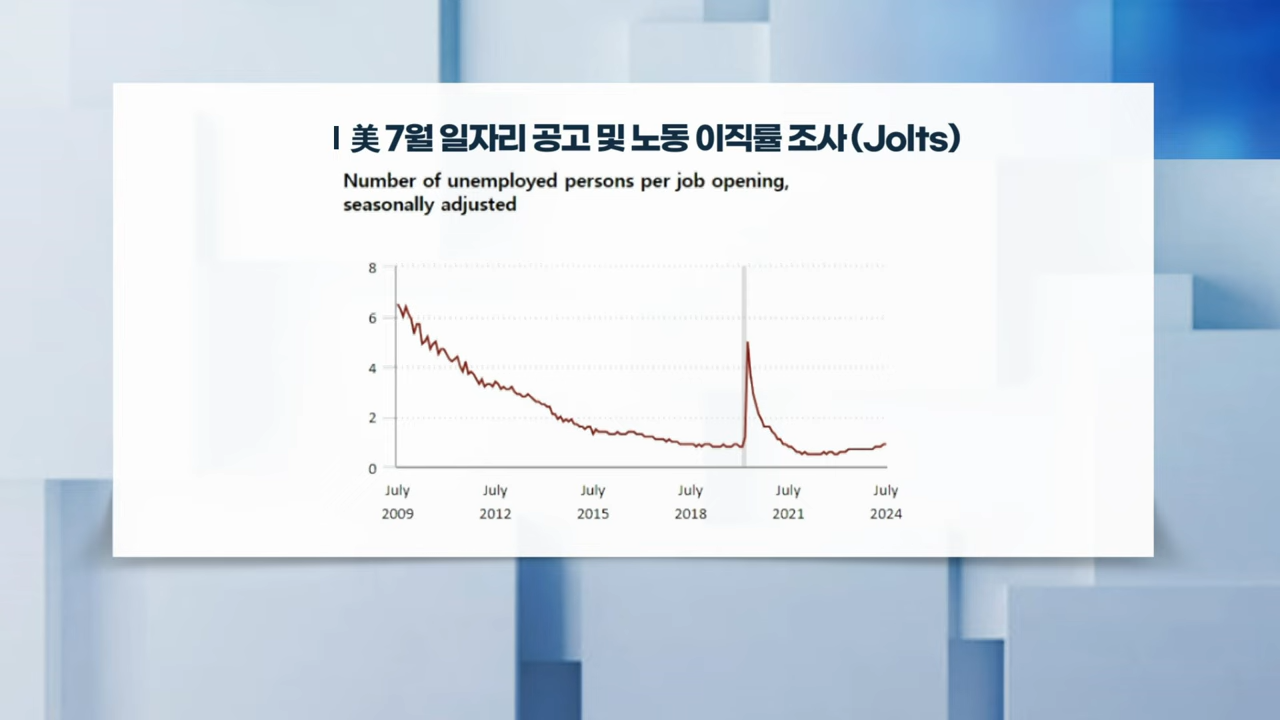 美 7월 일자리 공고 및 노동 이직률 조사 (Jolts)
Number of unemployed persons per job opening,
seasonally adjusted
8
6
4
2
0
July July July July July July
2009 2012 2015 2018 2021 2024